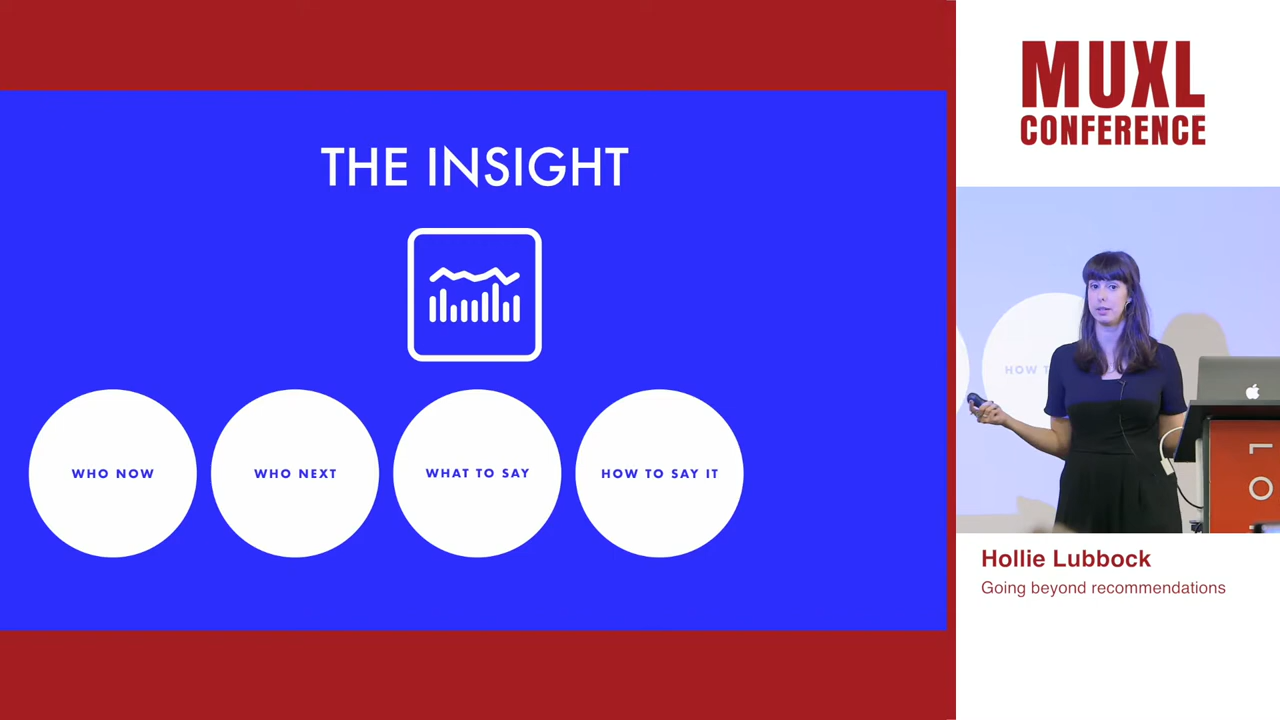 THE INSIGHT
WHO NOW
WHO NEXT
WHAT TO SAY
HOW TO SAY IT
MUXL
CONFERENCE
HOW T
Hollie Lubbock
Going beyond recommendations